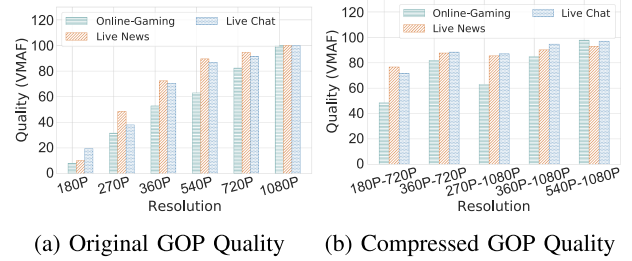 Online-Gaming
Live News
Live Chat
Quality (VMAF)
120
100
80
60
40
20
0
180P
270P
360P
540P
720P
1080P
Resolution
(a) Original GOP Quality
Online-Gaming
Live News
Live Chat
Quality (VMAF)
120
100
80
60
40
20
0
180P-720P
360P-720P
270P-1080P
360P-1080P
540P-1080P
Resolution
(b) Compressed GOP Quality